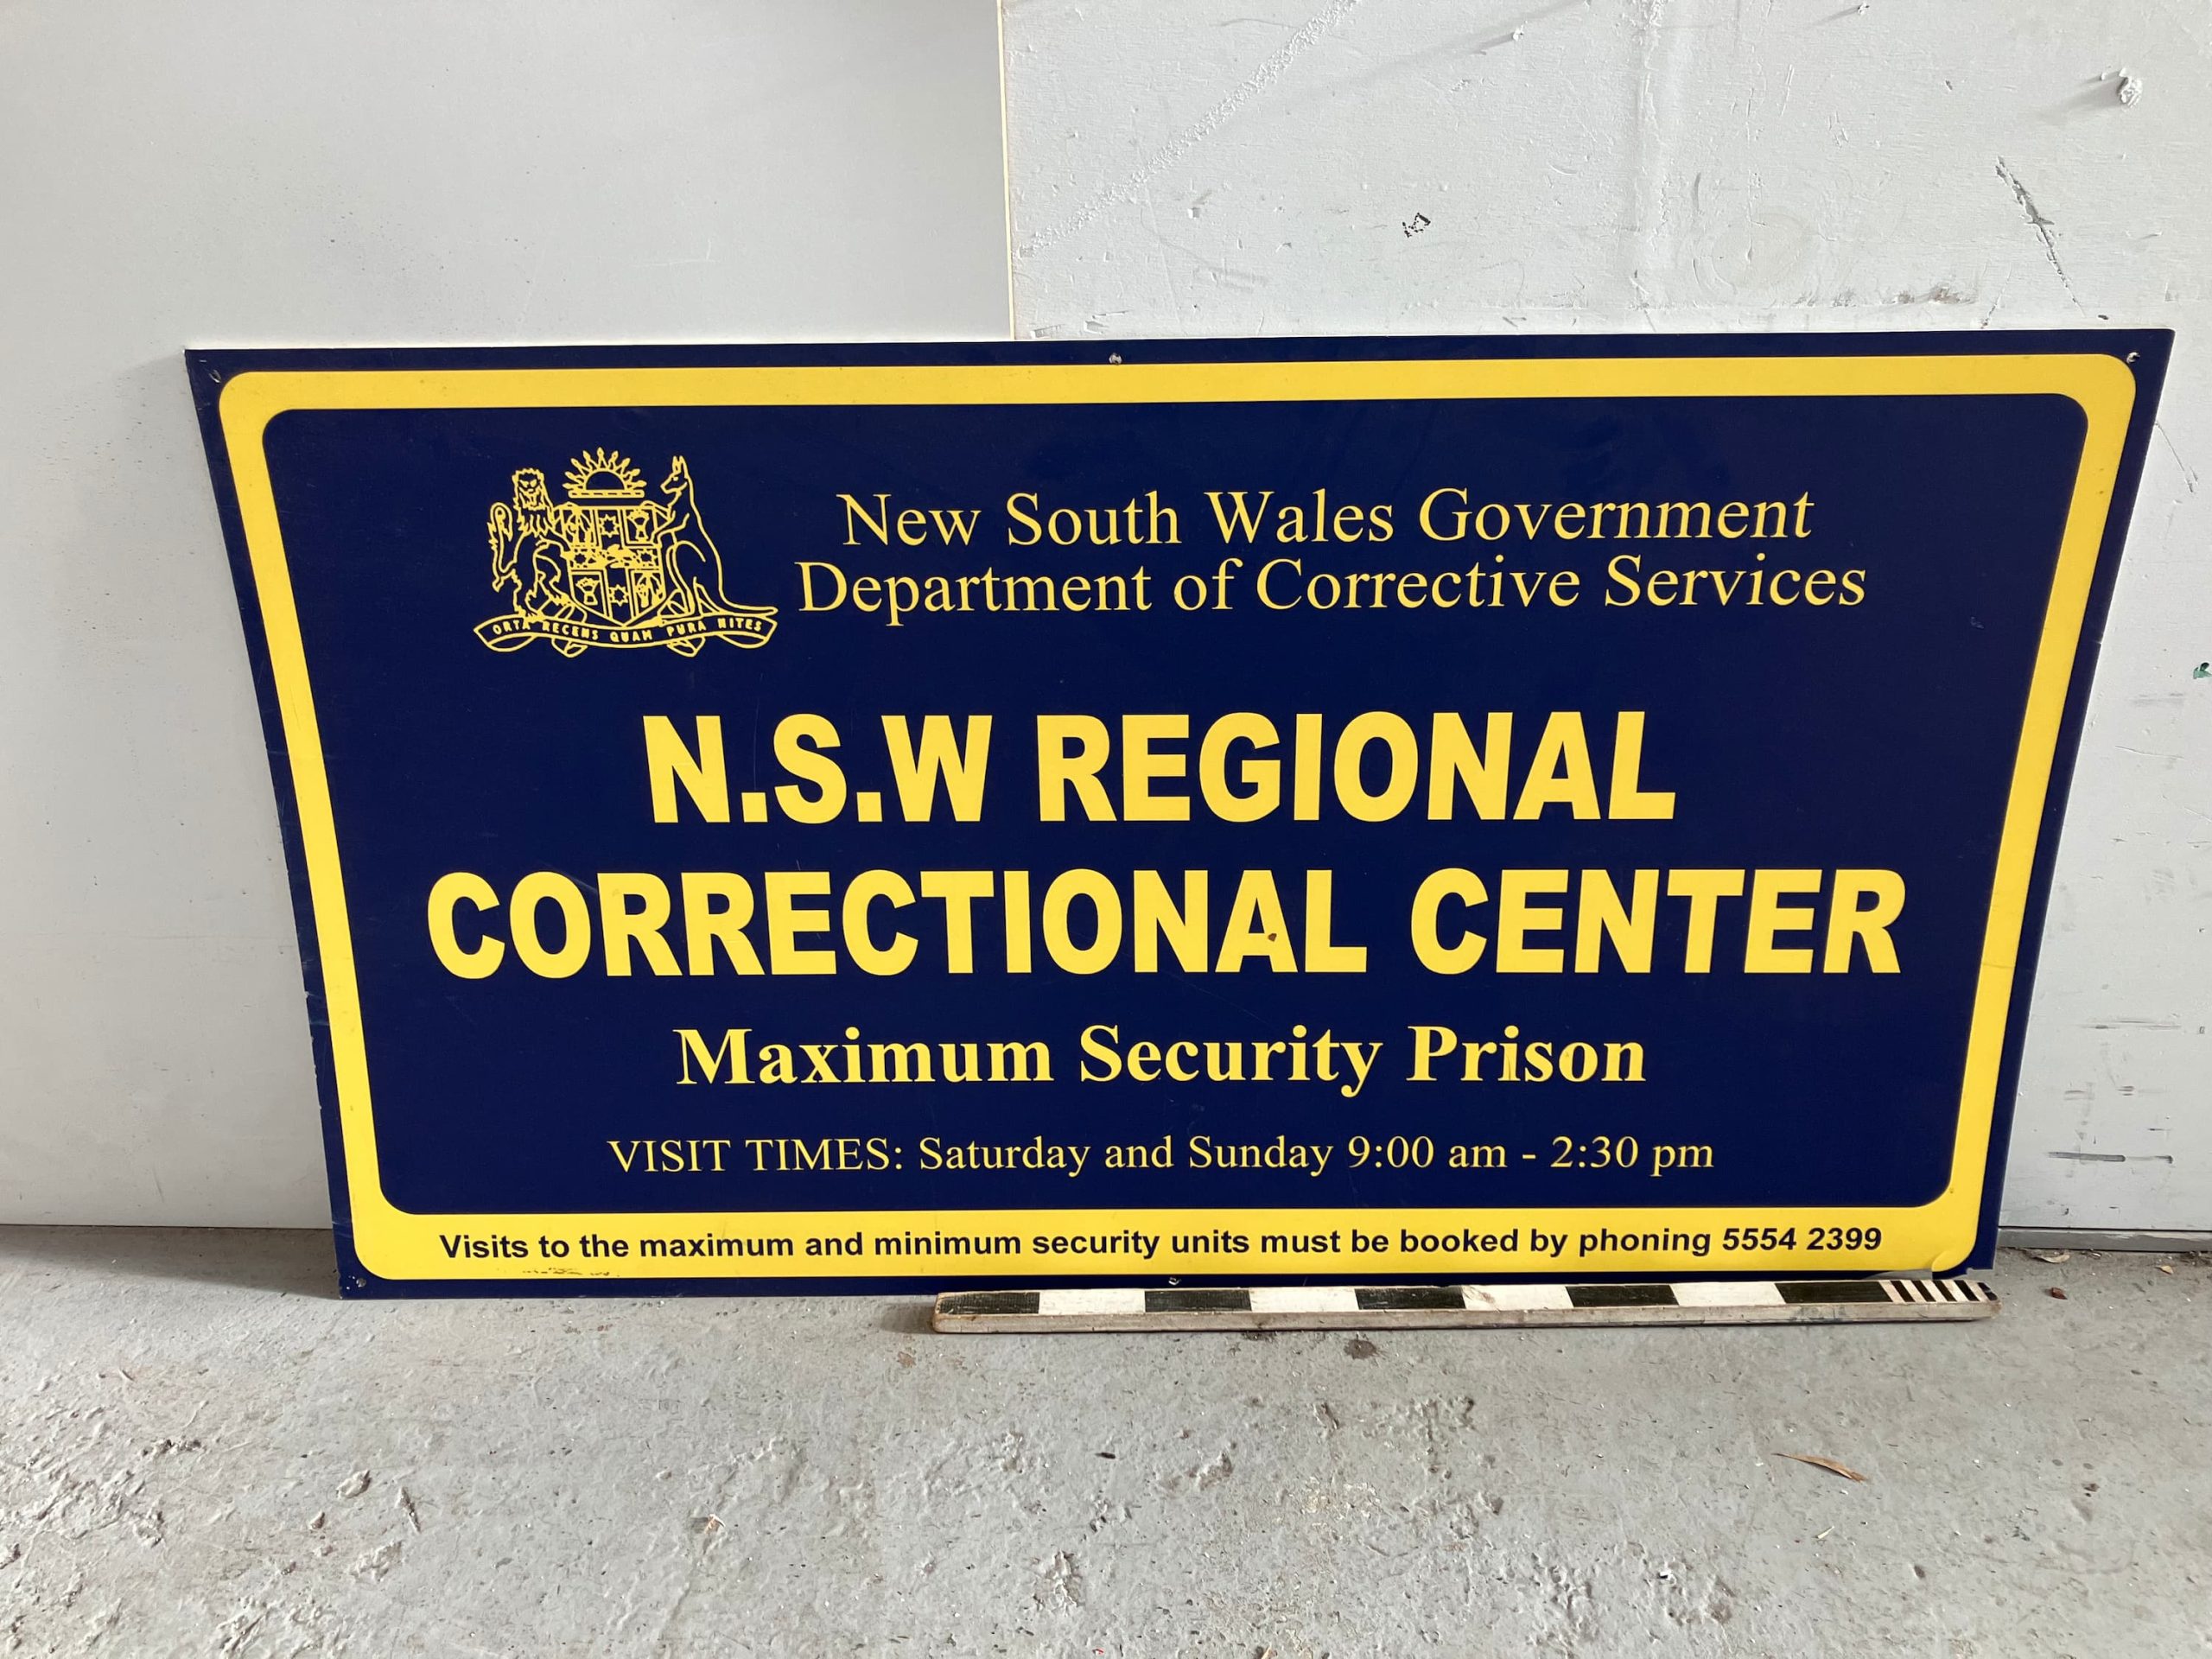 ORTA RECENS QUAM PURA NITES
New South Wales Government
Department of Corrective Services
N.S.W REGIONAL
CORRECTIONAL CENTER
Maximum Security Prison
VISIT TIMES: Saturday and Sunday 9:00 am - 2:30 pm
Visits to the maximum and minimum security units must be booked by phoning 5554 2399